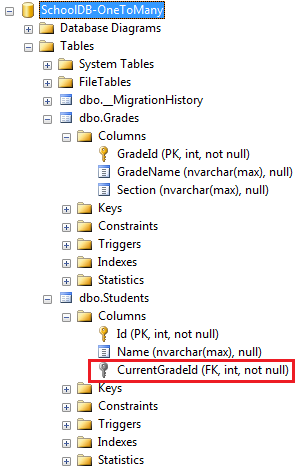 SchoolDB-OneToMany
Database Diagrams
Tables
System Tables
FileTables
dbo.__MigrationHistory
dbo.Grades
Columns
GradeId (PK, int, not null)
GradeName (nvarchar(max), null)
Section (nvarchar(max), null)
Keys
Constraints
Triggers
Indexes
Statistics
dbo.Students
Columns
Id (PK, int, not null)
Name (nvarchar(max), null)
CurrentGradeId (FK, int, not null)
Keys
Constraints
Triggers
Indexes
Statistics